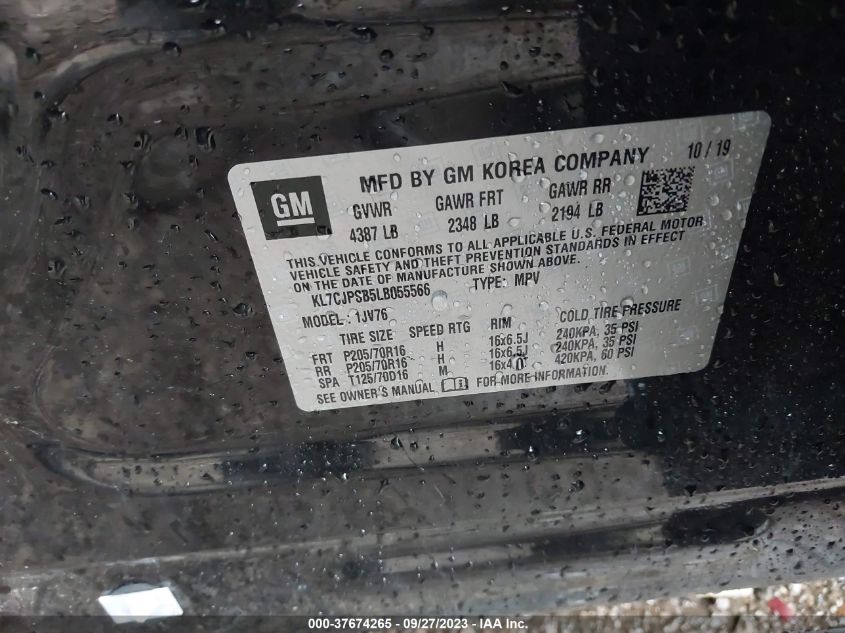 GM
MFD BY GM KOREA COMPANY 10 / 19
GVWR GAWR FRT GAWR RR
4387 LB 2348 LB 2194 LB
THIS VEHICLE CONFORMS TO ALL APPLICABLE U.S. FEDERAL MOTOR
VEHICLE SAFETY AND THEFT PREVENTION STANDARDS IN EFFECT
ON THE DATE OF MANUFACTURE SHOWN ABOVE.
KL7CJPSB5LB055566 TYPE: MPV
MODEL: 1JV76
TIRE SIZE SPEED RTG RIM COLD TIRE PRESSURE
FRT P205/70R16 H 16x6.5J 240KPA, 35 PSI
RR P205/70R16 H 16x6.5J 240KPA, 35 PSI
SPA T125/70D16 M 420KPA, 60 PSI
SEE OWNER'S MANUAL FOR MORE INFORMATION.
000-37674265 - 09/27/2023 - IAA Inc.